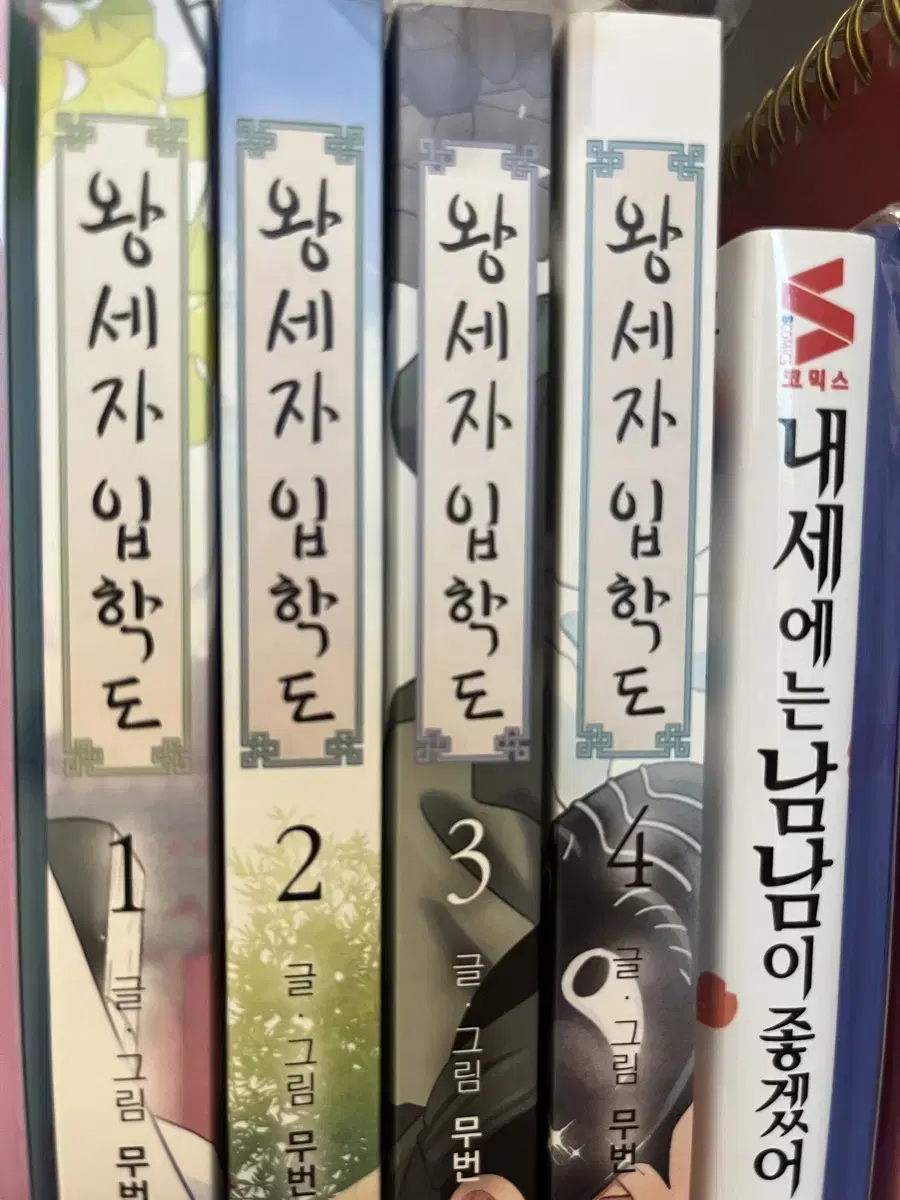 왕세자입학도
1
글·그림 무번
왕세자입학도
2
글·그림 무번
왕세자입학도
3
글·그림 무번
왕세자입학도
4
글·그림 무번
SCOMICS
코믹스
내세에는 남남이 좋겠어